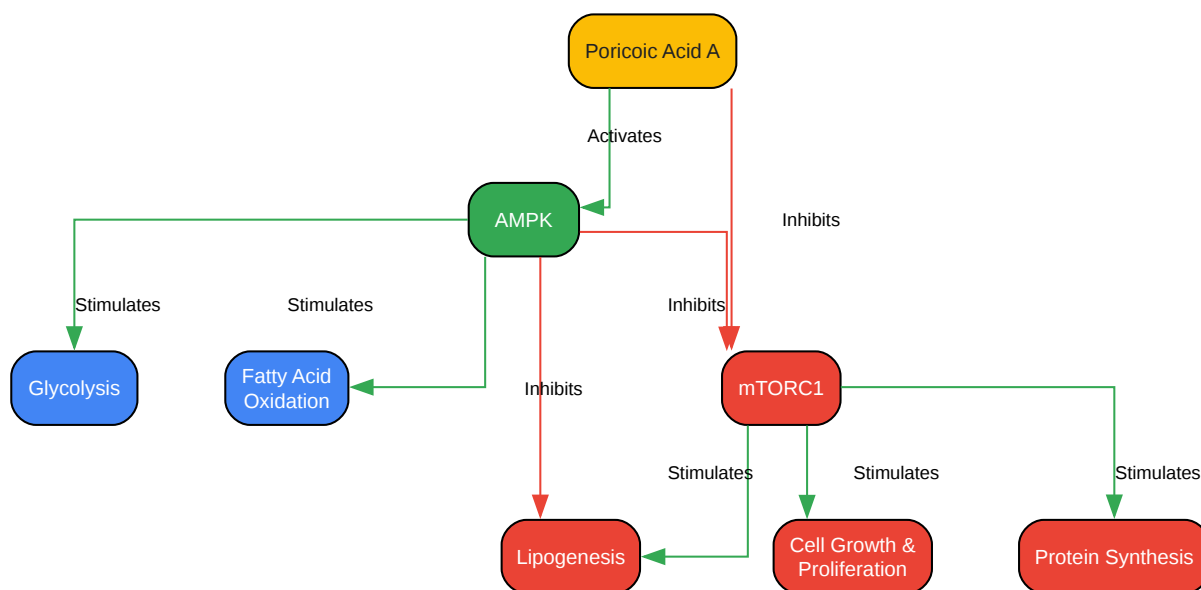 Poricoic Acid A
Activates
AMPK
Inhibits
Stimulates
Stimulates
Inhibits
Glycolysis
Fatty Acid
Oxidation
Inhibits
mTORC1
Stimulates
Stimulates
Stimulates
Lipogenesis
Cell Growth &
Proliferation
Protein Synthesis